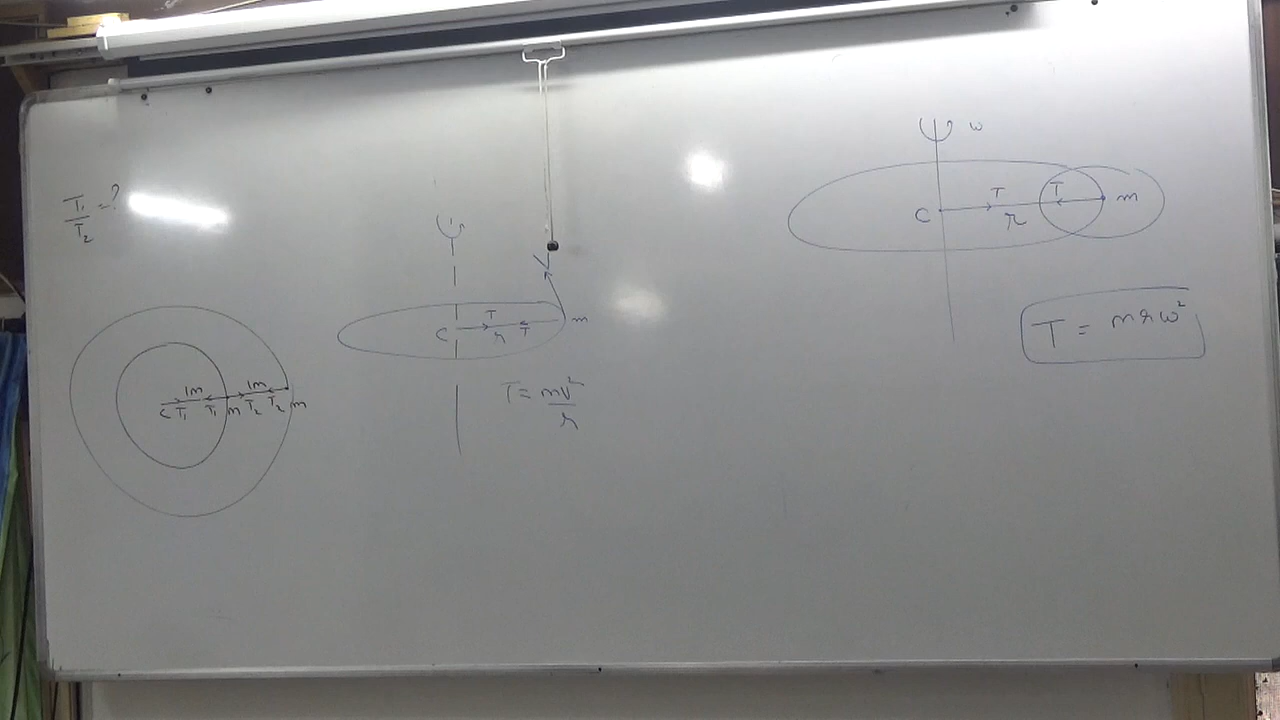 T₁/T₂ = ?
1m 1m
C T₁ T₁ m T₂ T₂ m
V
T
C r T m
T = mv²/r
ω
T T
C r m
T = mrω²